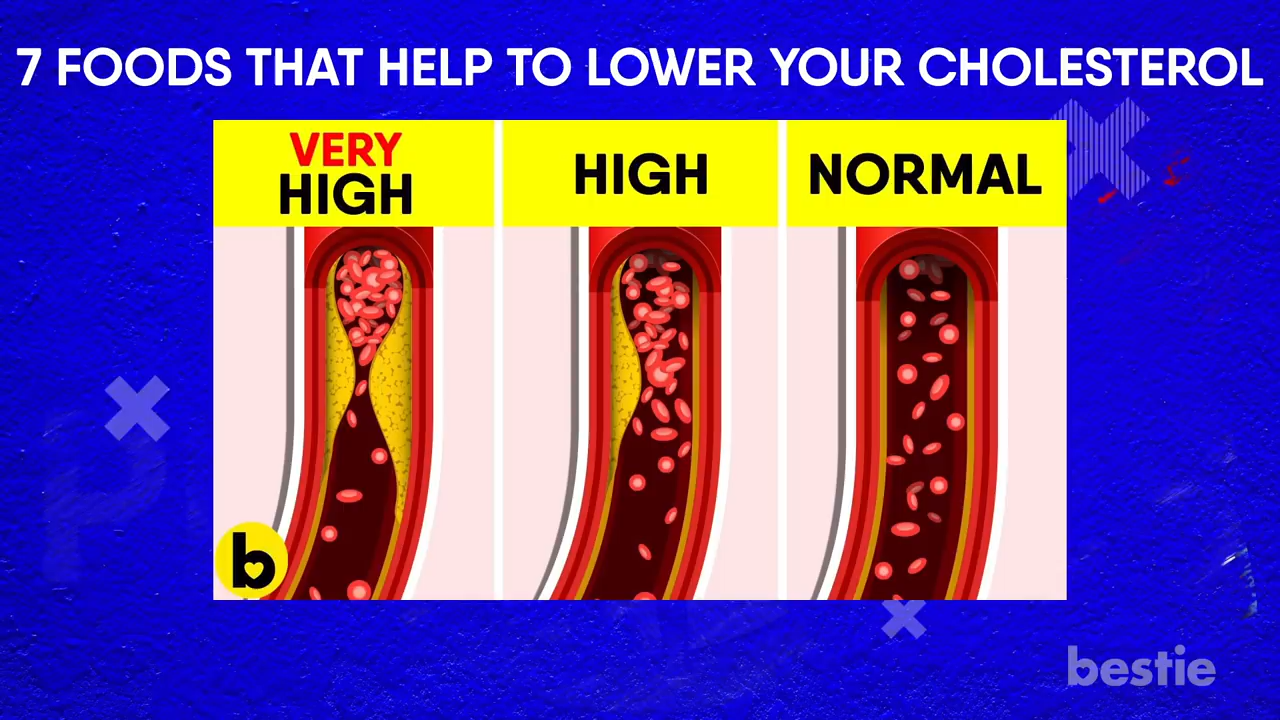 7 FOODS THAT HELP TO LOWER YOUR CHOLESTEROL
VERY
HIGH
HIGH
NORMAL
b
bestie